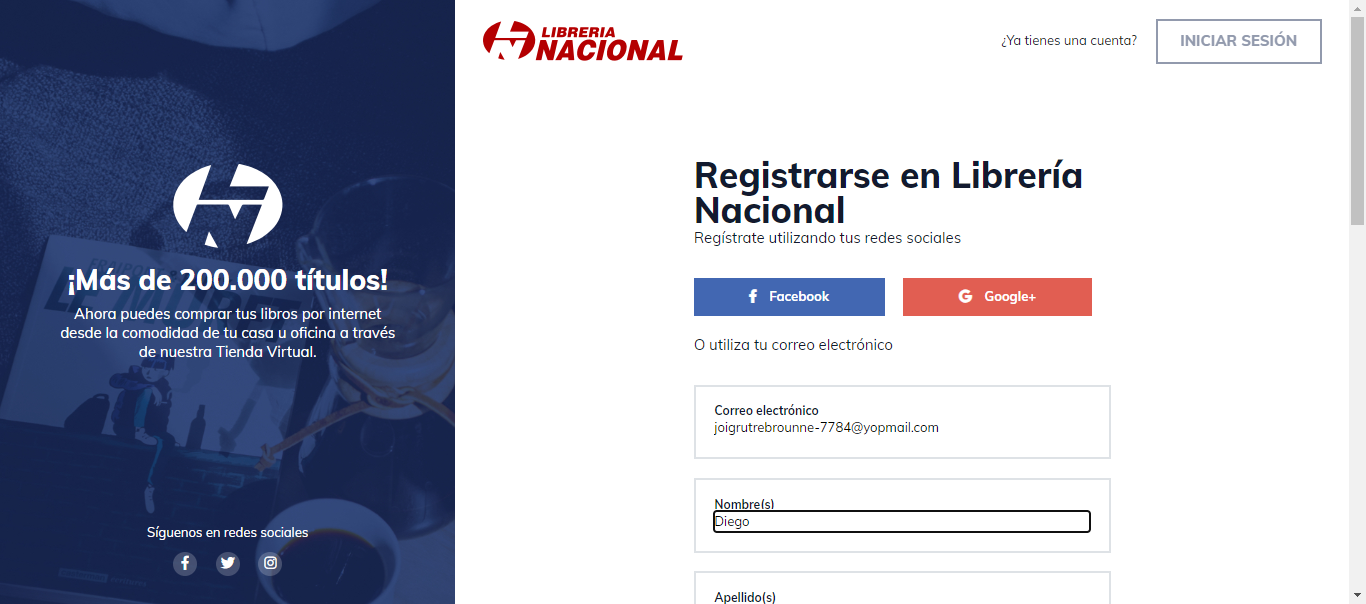 ¡Más de 200.000 títulos!
Ahora puedes comprar tus libros por internet
desde la comodidad de tu casa u oficina a través
de nuestra Tienda Virtual.
Síguenos en redes sociales
LIBRERIA
NACIONAL
¿Ya tienes una cuenta?
INICIAR SESIÓN
Registrarse en Librería
Nacional
Regístrate utilizando tus redes sociales
Facebook
Google+
O utiliza tu correo electrónico
Correo electrónico
joigrutrebrounne-7784@yopmail.com
Nombre(s)
Diego
Apellido(s)